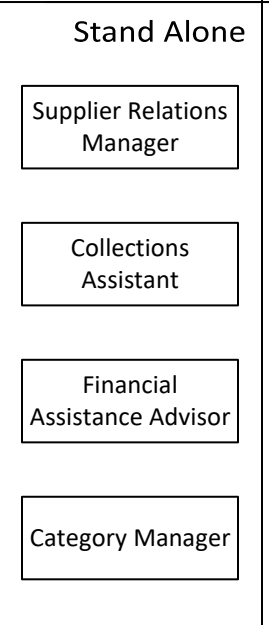 Stand Alone
Supplier Relations
Manager
Collections
Assistant
Financial
Assistance Advisor
Category Manager